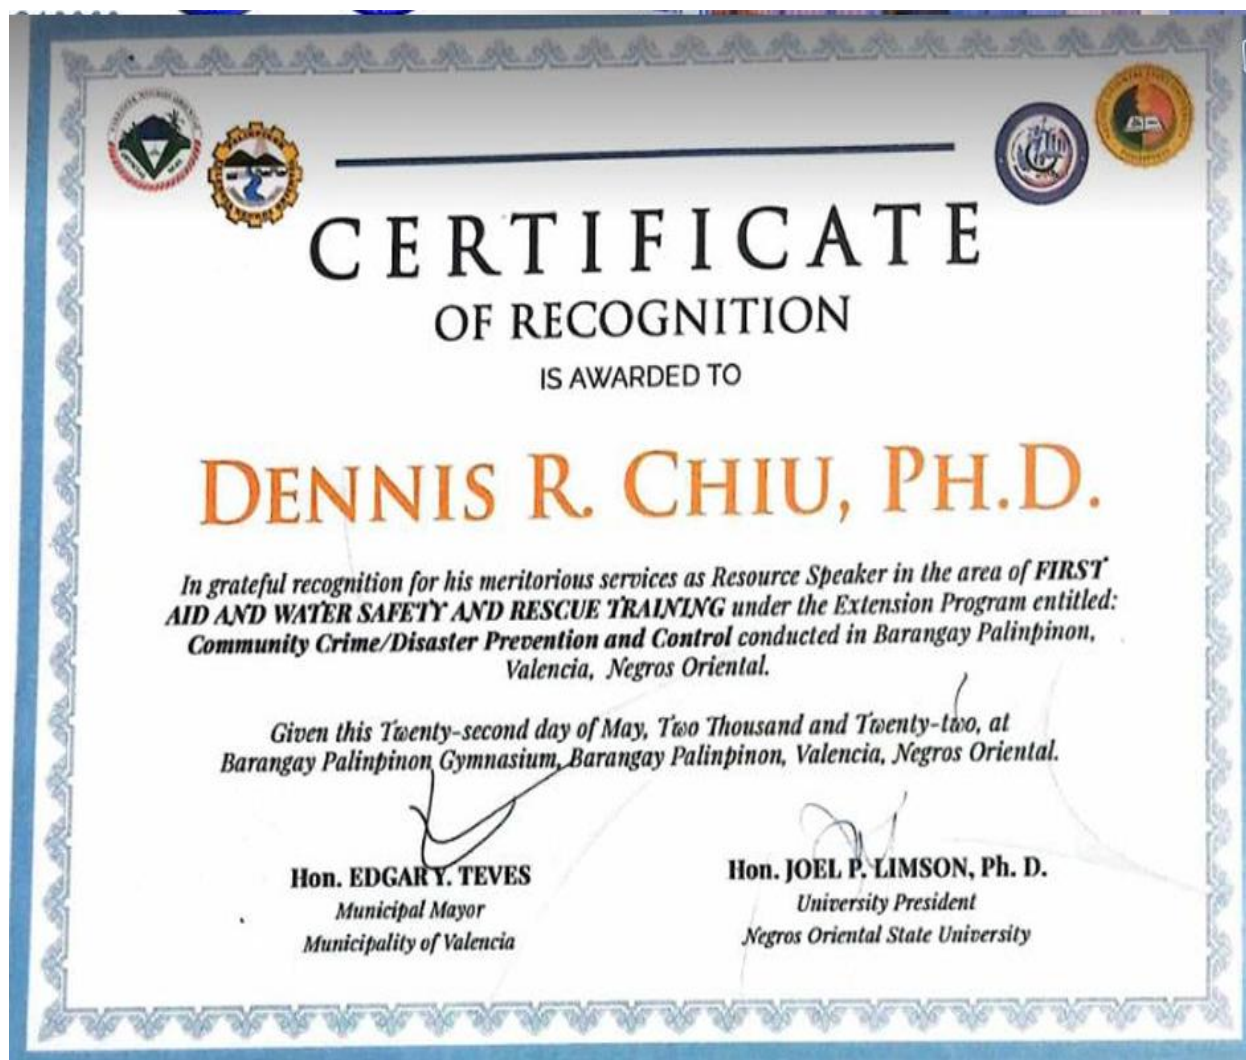 CERTIFICATE
OF RECOGNITION
IS AWARDED TO
DENNIS R. CHIU, PH.D.
In grateful recognition for his meritorious services as Resource Speaker in the area of FIRST
AID AND WATER SAFETY AND RESCUE TRAINING under the Extension Program entitled:
Community Crime/Disaster Prevention and Control conducted in Barangay Palinpinon,
Valencia, Negros Oriental.
Given this Twenty-second day of May, Two Thousand and Twenty-two, at
Barangay Palinpinon Gymnasium, Barangay Palinpinon, Valencia, Negros Oriental.
Hon. EDGAR Y. TEVES
Municipal Mayor
Municipality of Valencia
Hon. JOEL P. LIMSON, Ph. D.
University President
Negros Oriental State University